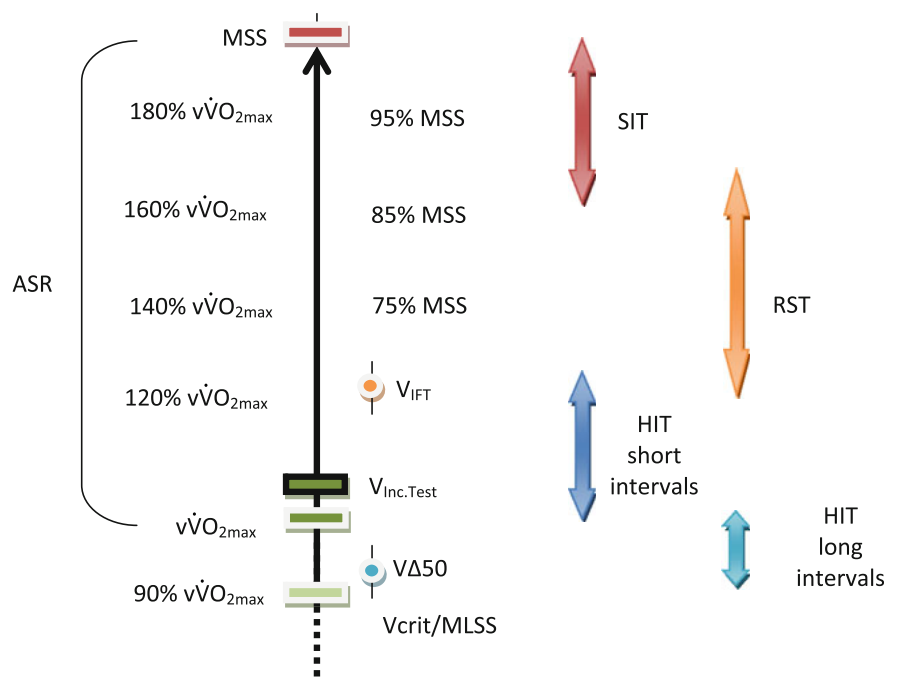 MSS
180% vV̇O2max
95% MSS
SIT
160% vV̇O2max
85% MSS
ASR
140% vV̇O2max
75% MSS
RST
120% vV̇O2max
VIFT
HIT
short
intervals
VInc.Test
vV̇O2max
HIT
long
intervals
VΔ50
90% vV̇O2max
Vcrit/MLSS